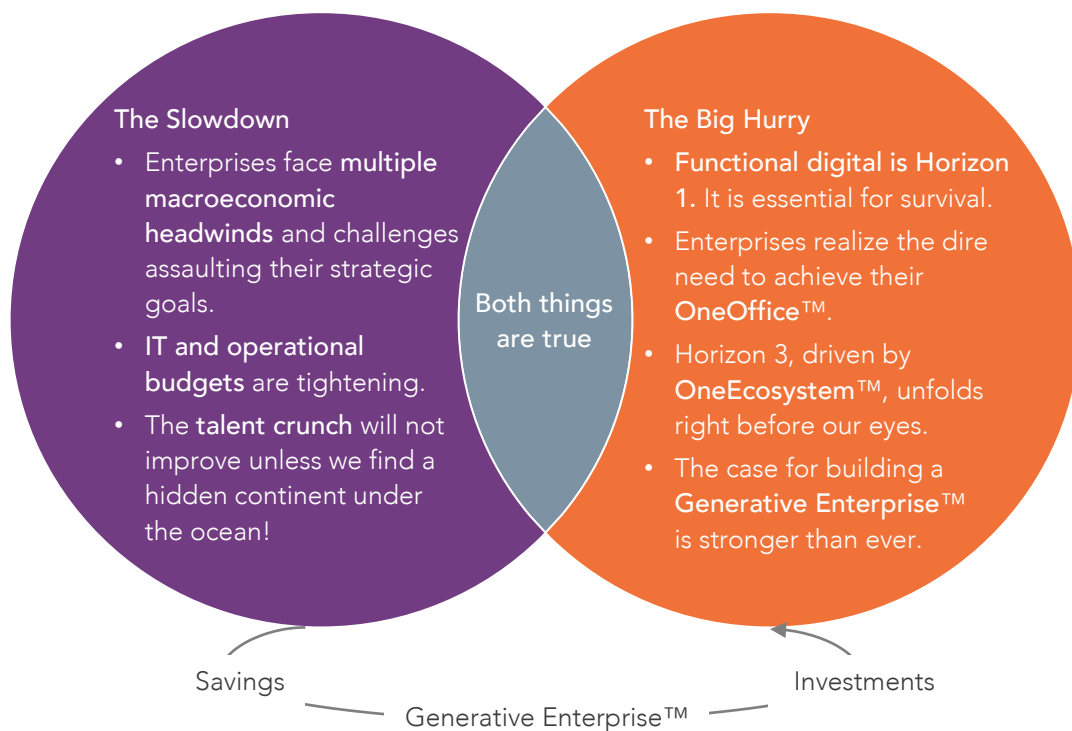 The Slowdown
• Enterprises face multiple
macroeconomic
headwinds and challenges
assaulting their strategic
goals.
• IT and operational
budgets are tightening.
• The talent crunch will not
improve unless we find a
hidden continent under
the ocean!
Both things
are true
The Big Hurry
• Functional digital is Horizon
1. It is essential for survival.
• Enterprises realize the dire
need to achieve their
OneOffice™.
• Horizon 3, driven by
OneEcosystem™, unfolds
right before our eyes.
• The case for building a
Generative Enterprise™
is stronger than ever.
Savings
Investments
Generative Enterprise™